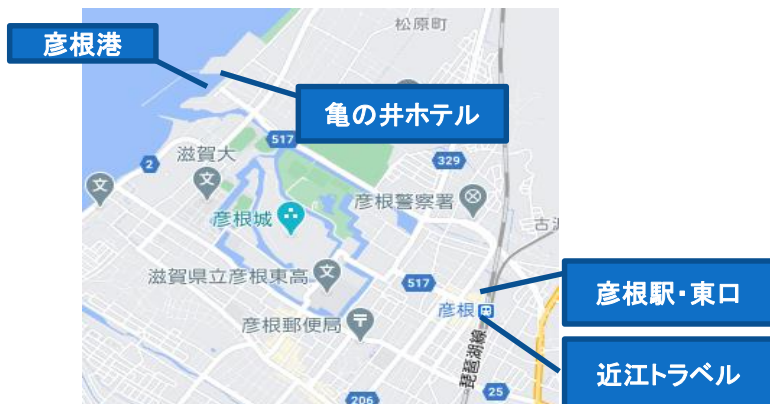 松原町
彦根港
亀の井ホテル
517
滋賀大
2
329
彦根警察署
彦根城
滋賀県立彦根東高
517
彦根駅・東口
彦根
彦根郵便局
琵琶湖線
近江トラベル
25
206